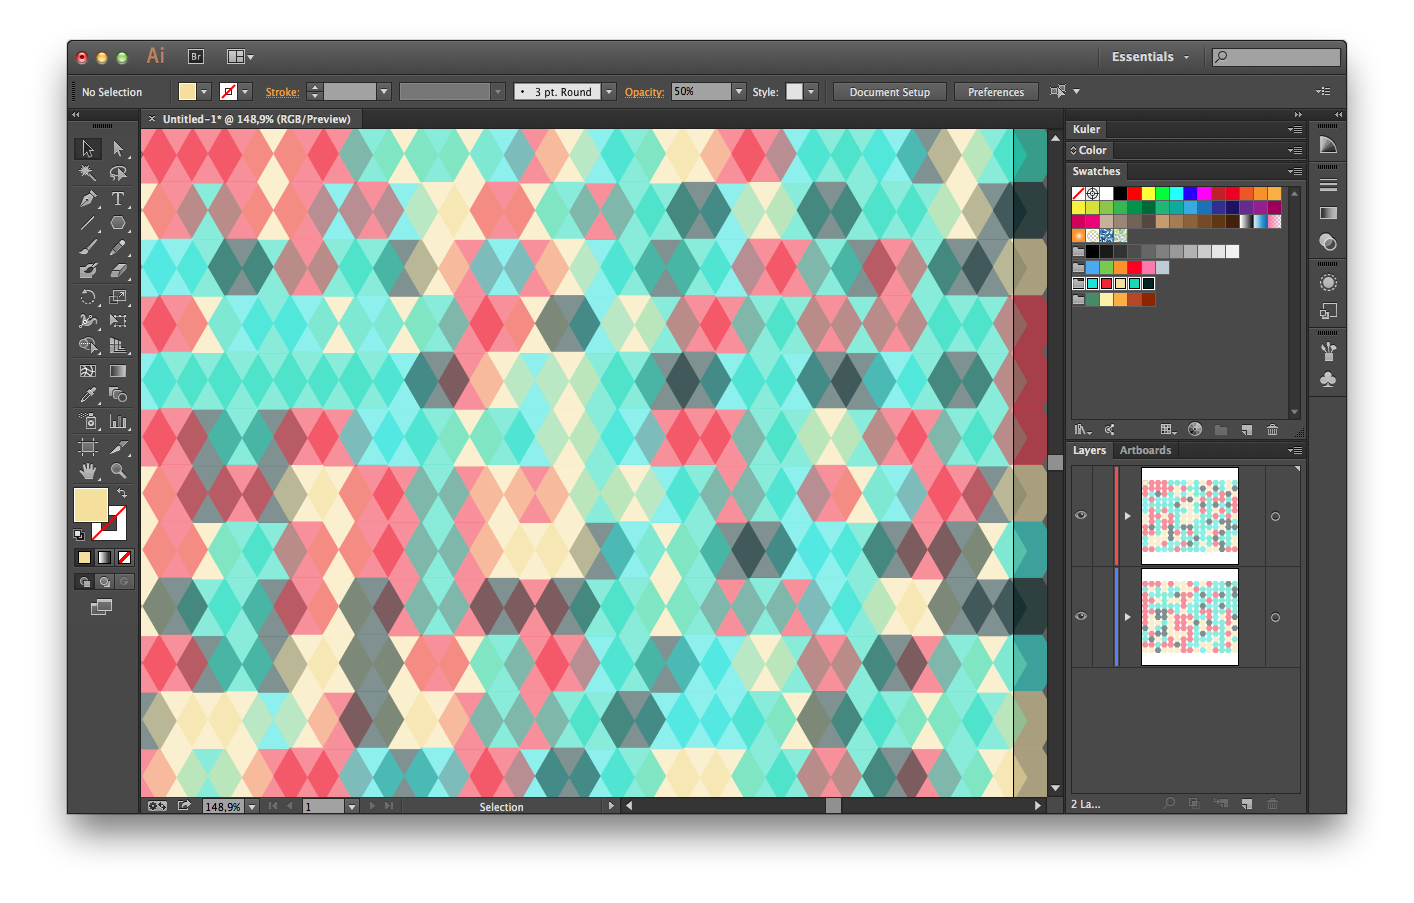 Ai Br Essentials
No Selection Stroke: 3 pt. Round Opacity: 50% Style: Document Setup Preferences
× Untitled-1* @ 148,9% (RGB/Preview)
Kuler
Color
Swatches
T
Layers Artboards
148,9% 1 Selection
2 La...